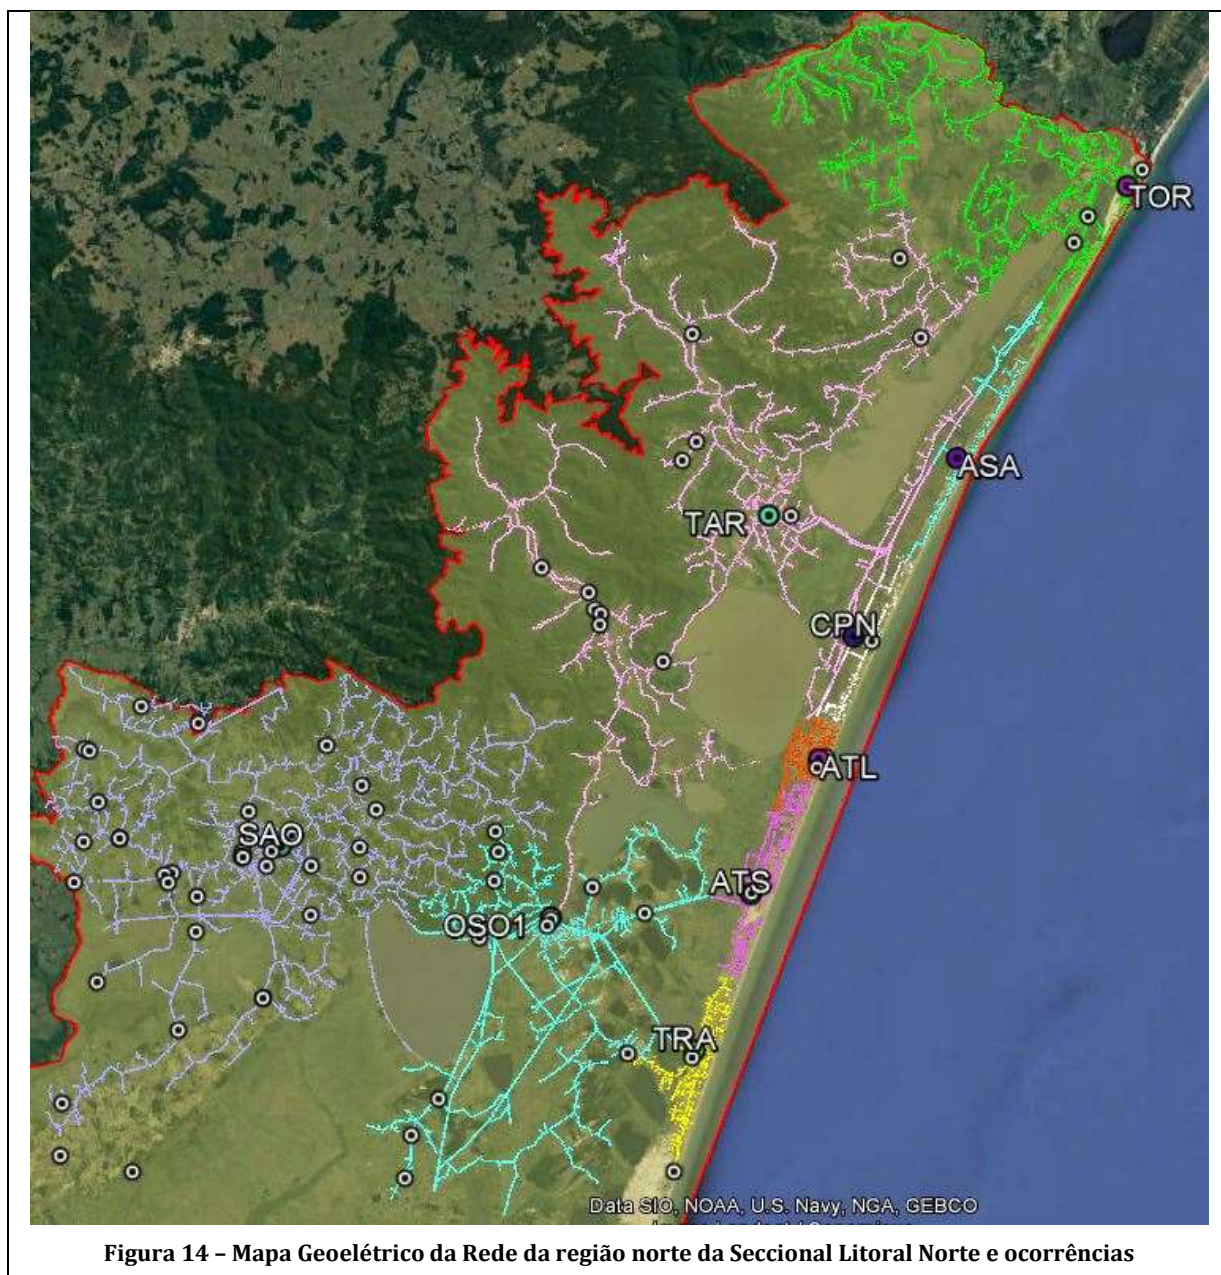 TOR
ASA
TAR
CPN
ATL
SAO
ATS
OSO1
TRA
Data SIO, NOAA, U.S. Navy, NGA, GEBCO
Figura 14 – Mapa Geoelétrico da Rede da região norte da Seccional Litoral Norte e ocorrências